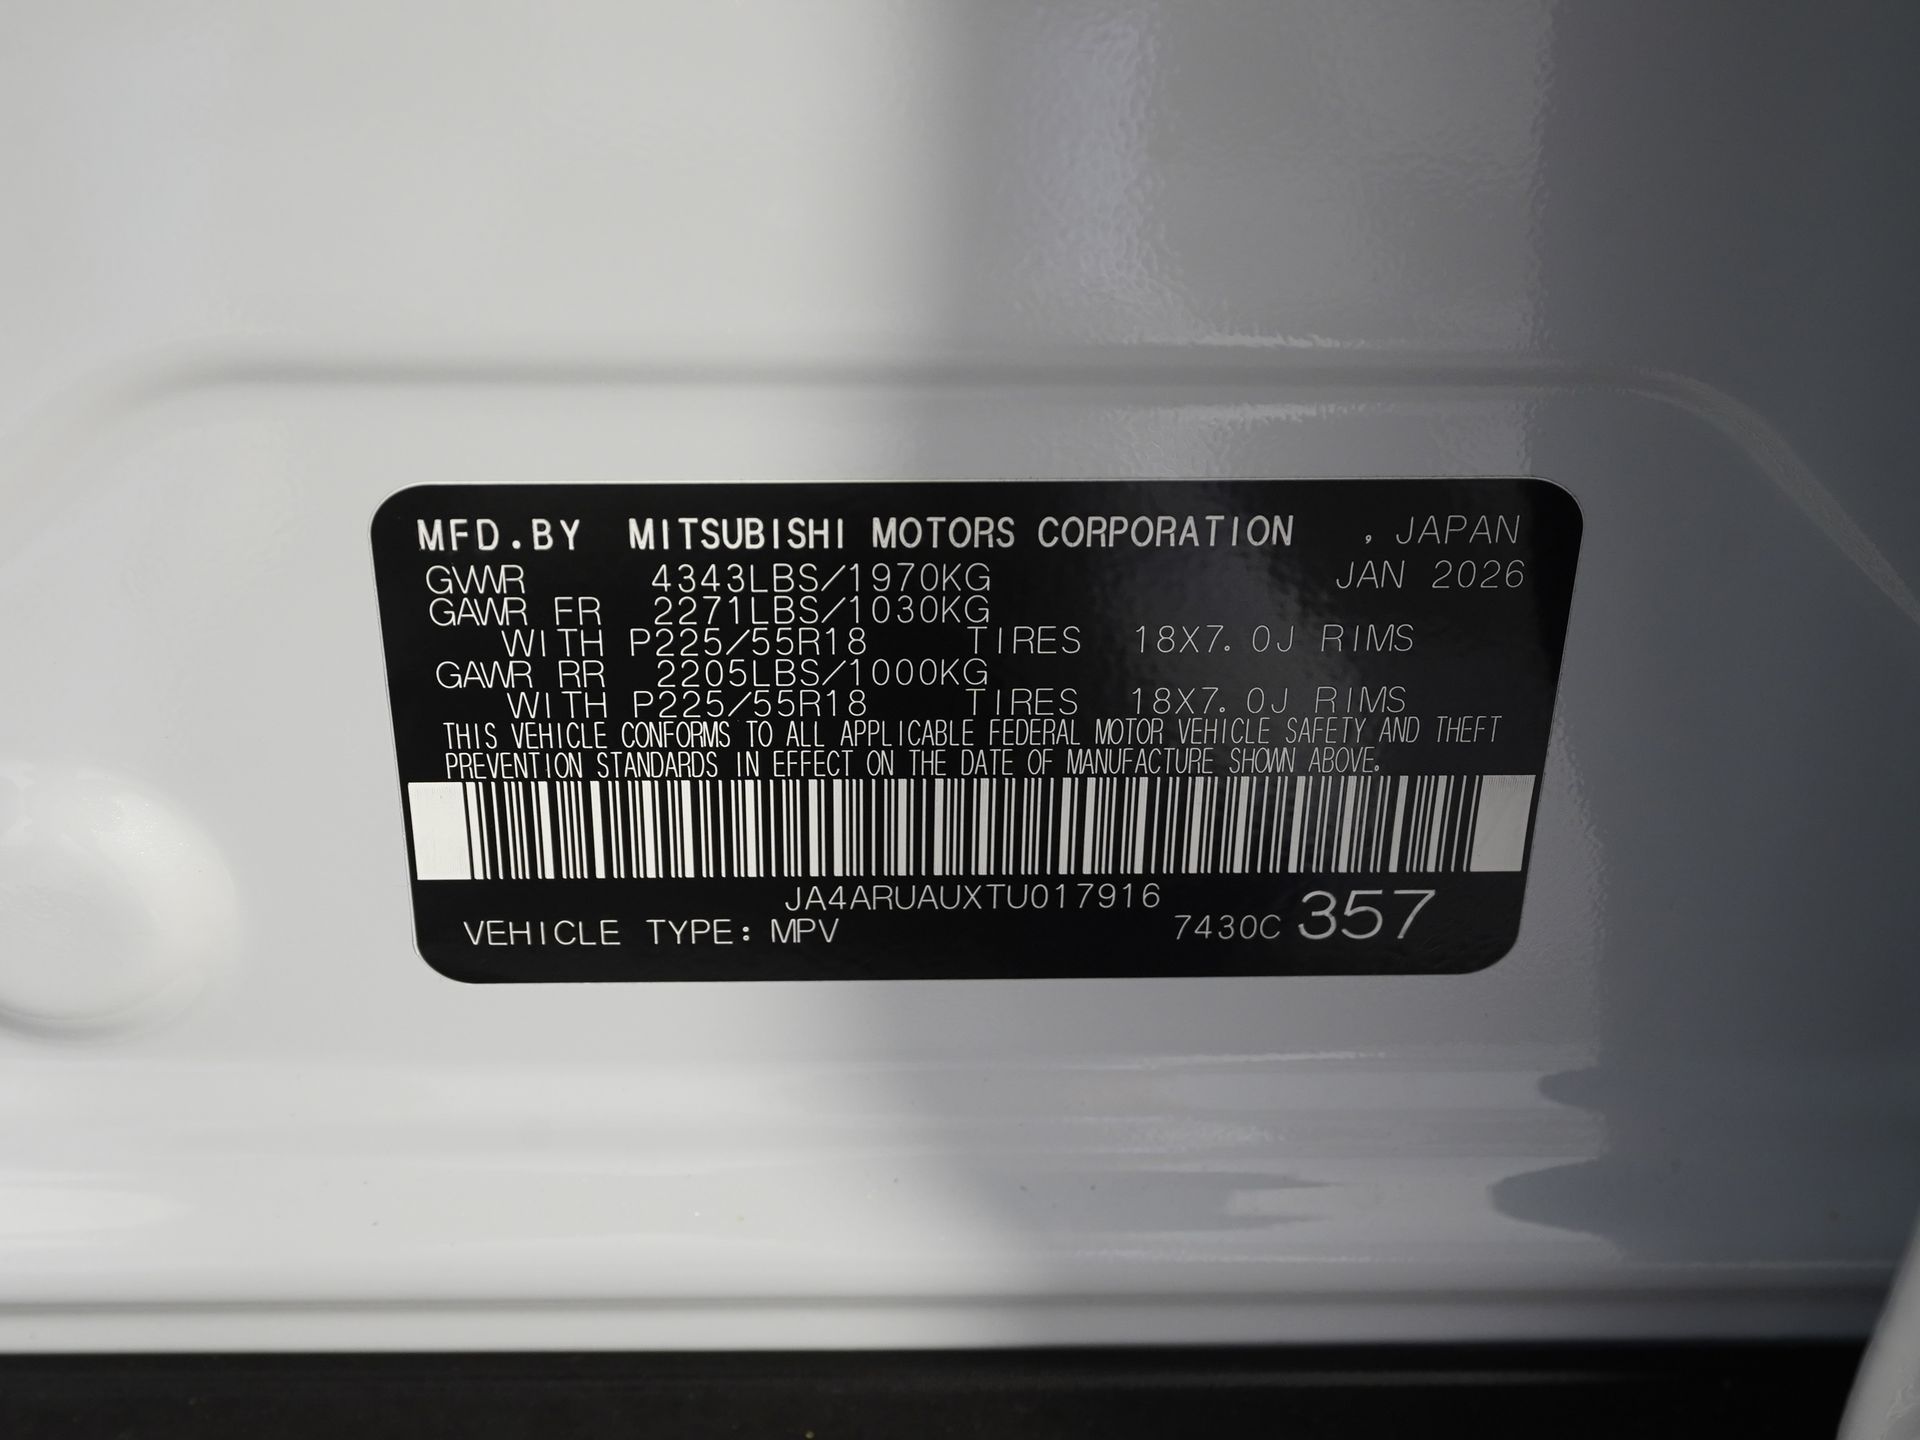 MFD.BY MITSUBISHI MOTORS CORPORATION , JAPAN
GVWR 4343LBS/1970KG JAN 2026
GAWR FR 2271LBS/1030KG
WITH P225/55R18 TIRES 18X7.0J RIMS
GAWR RR 2205LBS/1000KG
WITH P225/55R18 TIRES 18X7.0J RIMS
THIS VEHICLE CONFORMS TO ALL APPLICABLE FEDERAL MOTOR VEHICLE SAFETY AND THEFT
PREVENTION STANDARDS IN EFFECT ON THE DATE OF MANUFACTURE SHOWN ABOVE.
JA4ARUAUXTU017916
VEHICLE TYPE: MPV 7430C 357